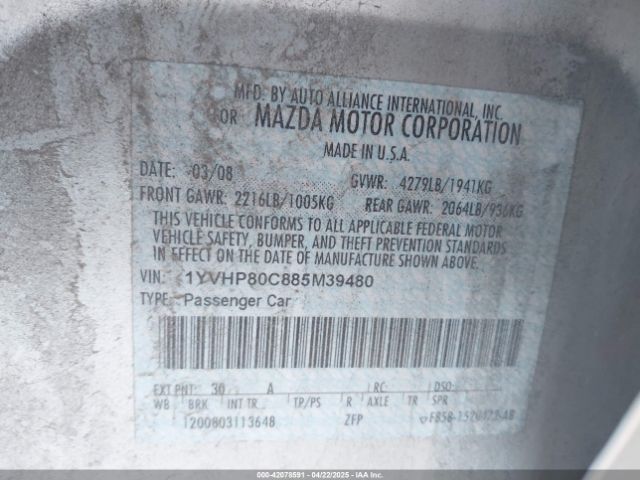 MFD. BY AUTO ALLIANCE INTERNATIONAL, INC.
FOR MAZDA MOTOR CORPORATION
MADE IN U.S.A.
DATE: 03/08
GVWR: 4279LB/1941KG
FRONT GAWR: 2216LB/1005KG REAR GAWR: 2064LB/936KG
THIS VEHICLE CONFORMS TO ALL APPLICABLE FEDERAL MOTOR
VEHICLE SAFETY, BUMPER, AND THEFT PREVENTION STANDARDS
IN EFFECT ON THE DATE OF MANUFACTURE SHOWN ABOVE.
VIN: 1YVHP80C885M39480
TYPE: Passenger Car
EXT PNT: 30 A RC: DSO:
WB BRK INT TR TP/PS R AXLE TR SPR
1200803113648 ZFP
000-42078591 - 04/22/2025 - IAA Inc.